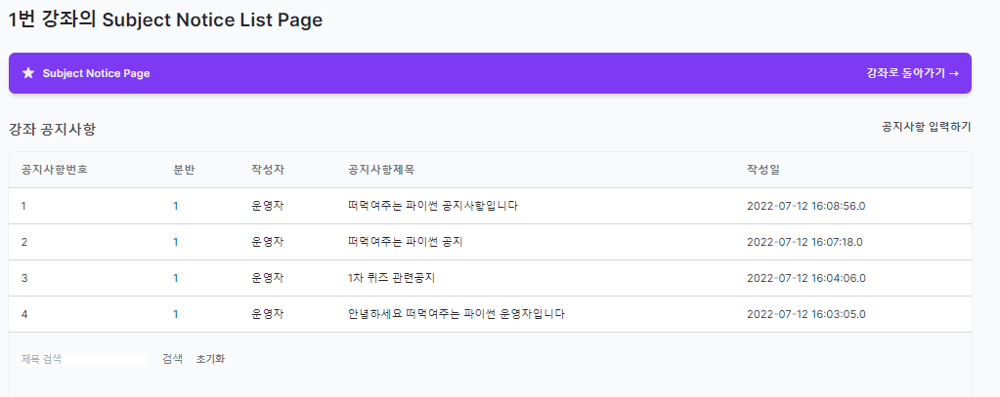 1번 강좌의 Subject Notice List Page
★ Subject Notice Page 강좌로 돌아가기 →
강좌 공지사항 공지사항 입력하기
공지사항번호 분반 작성자 공지사항제목 작성일
1 1 운영자 떠먹여주는 파이썬 공지사항입니다 2022-07-12 16:08:56.0
2 1 운영자 떠먹여주는 파이썬 공지 2022-07-12 16:07:18.0
3 1 운영자 1차 퀴즈 관련공지 2022-07-12 16:04:06.0
4 1 운영자 안녕하세요 떠먹여주는 파이썬 운영자입니다 2022-07-12 16:03:05.0
제목 검색 검색 초기화